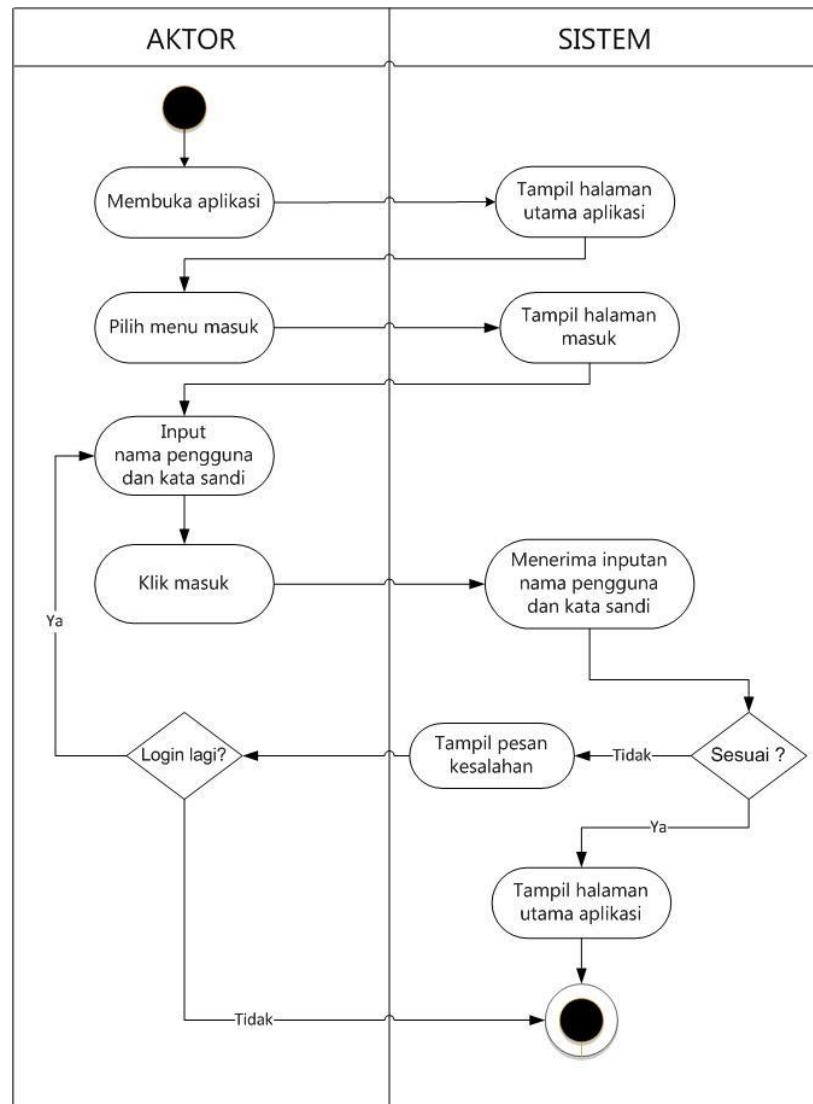 AKTOR
SISTEM
Membuka aplikasi
Tampil halaman
utama aplikasi
Pilih menu masuk
Tampil halaman
masuk
Input
nama pengguna
dan kata sandi
Klik masuk
Menerima inputan
nama pengguna
dan kata sandi
Ya
Login lagi?
Tampil pesan
kesalahan
Tidak
Sesuai ?
Ya
Tampil halaman
utama aplikasi
Tidak